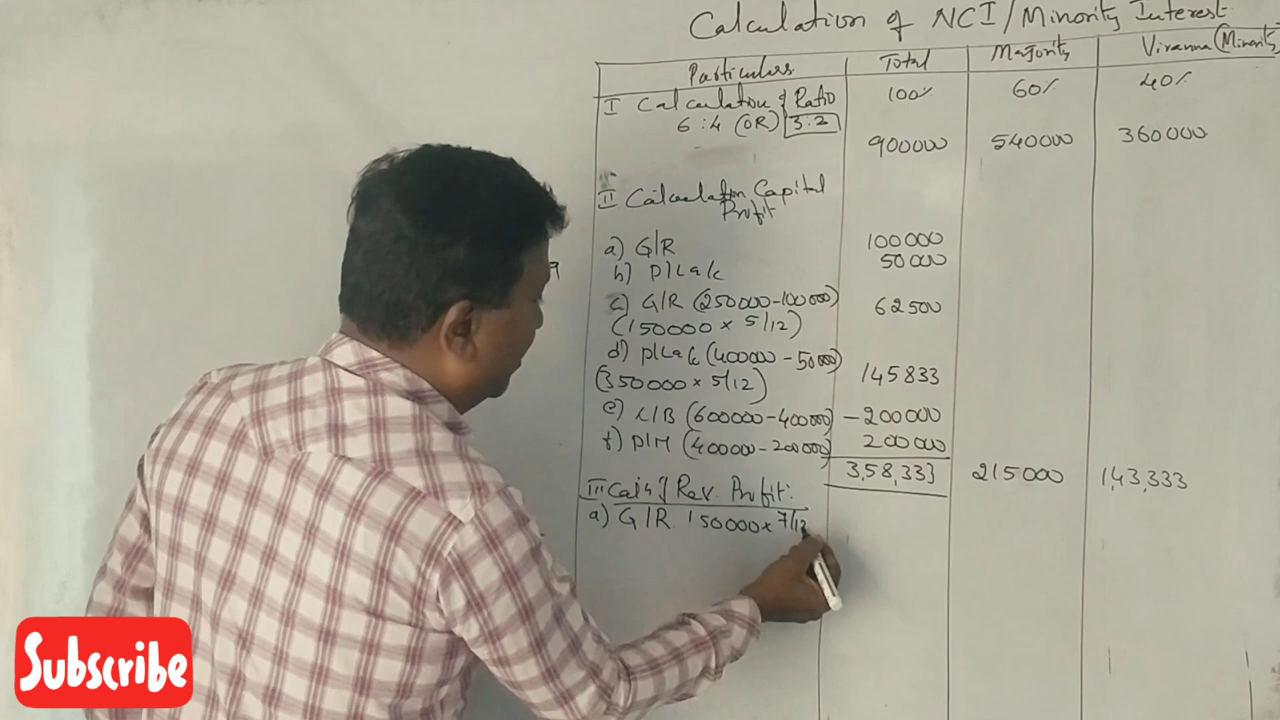 Calculation of NCI/Minority Interest
Particulars Total Majority Viranna (Minority)
I Calculation of Ratio 100% 60% 40%
6:4 (OR) 3:2
900000 540000 360000
II Calculation Capital
Profit
a) G/R 100000
b) P/L a/c 50000
c) G/R (250000-100000) 62500
(150000 x 5/12)
d) P/L a/c (400000 - 50000)
(350000 x 5/12) 145833
e) L/B (600000-400000) - 200000
f) P/M (400000-200000) 200000
3,58,333 215000 1,43,333
III Caln of Rev. Profit:
a) G/R 150000 x 7/12
Subscribe